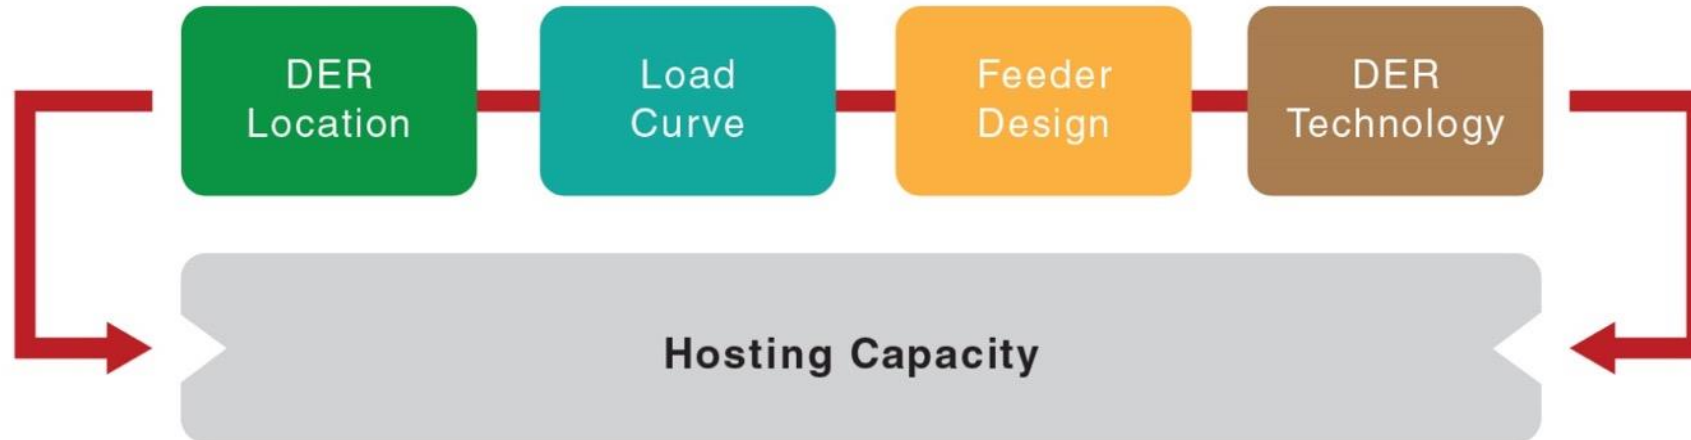 DER
Location
Load
Curve
Feeder
Design
DER
Technology
Hosting Capacity